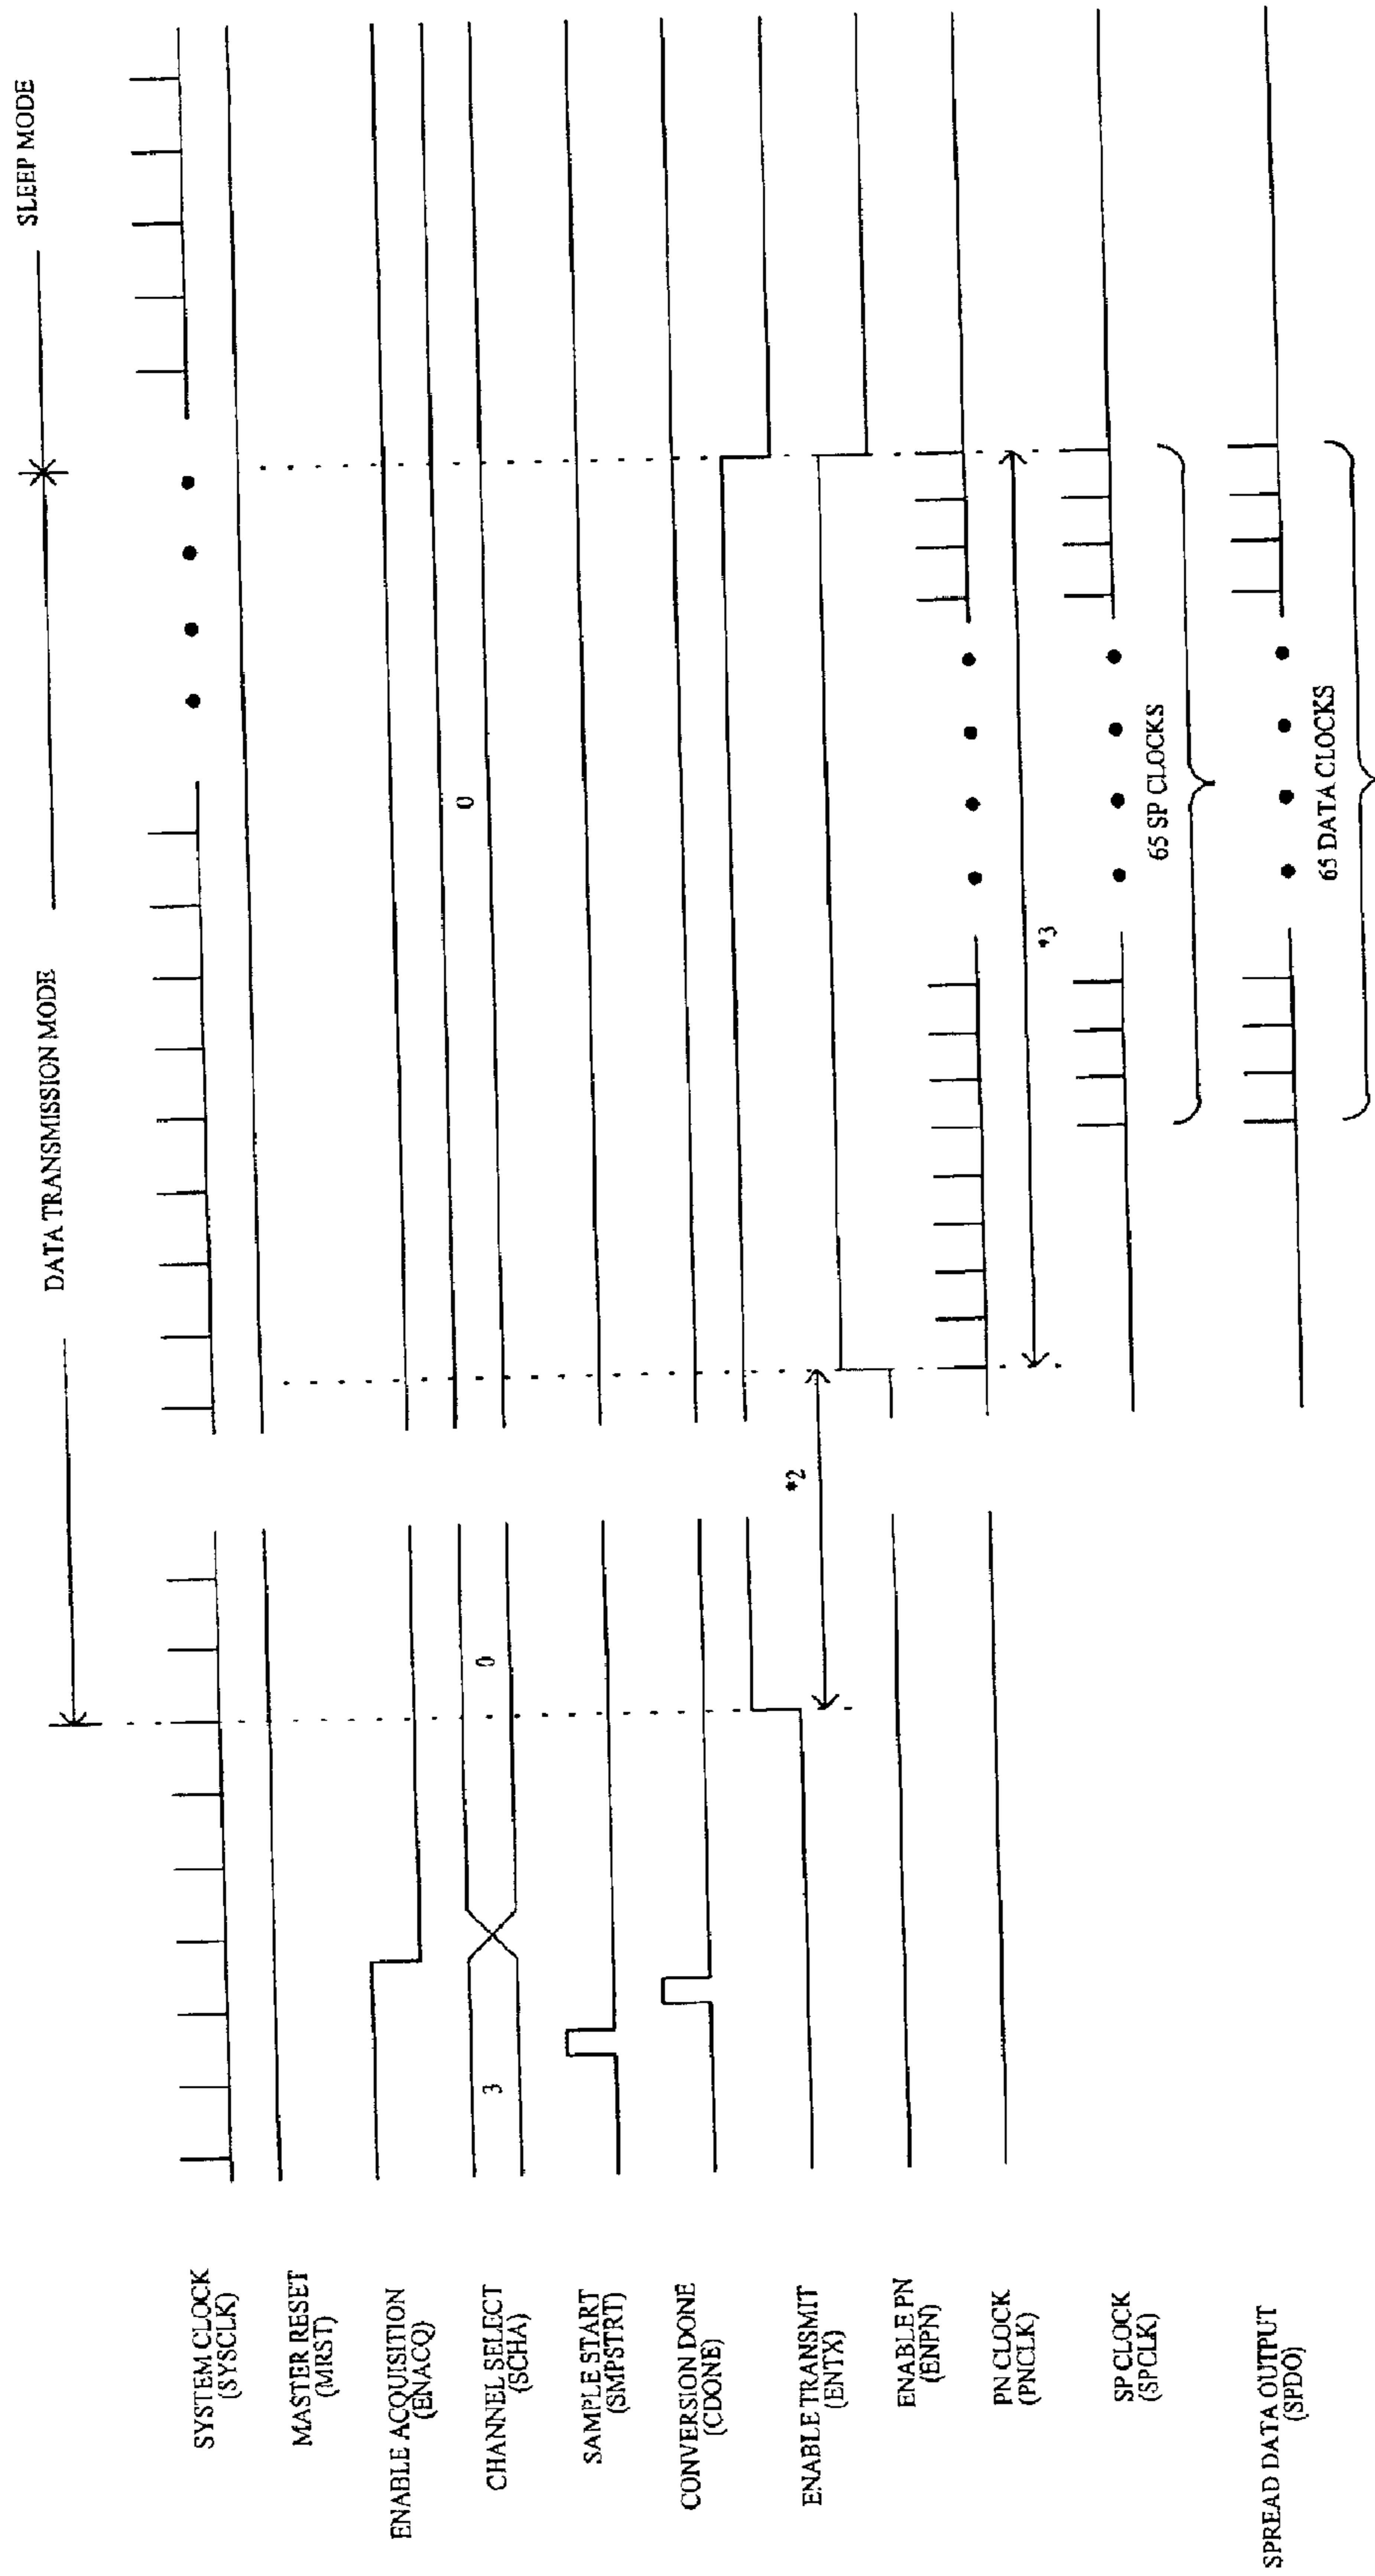 DATA TRANSMISSION MODE
SLEEP MODE
SYSTEM CLOCK
(SYSCLK)
MASTER RESET
(MRST)
ENABLE ACQUISITION
(ENACQ)
CHANNEL SELECT
(SCHA)
3
0
0
SAMPLE START
(SMPSTRT)
CONVERSION DONE
(CDONE)
ENABLE TRANSMIT
(ENTX)
*2
ENABLE PN
(ENPN)
PN CLOCK
(PNCLK)
*3
SP CLOCK
(SPCLK)
65 SP CLOCKS
SPREAD DATA OUTPUT
(SPDO)
65 DATA CLOCKS